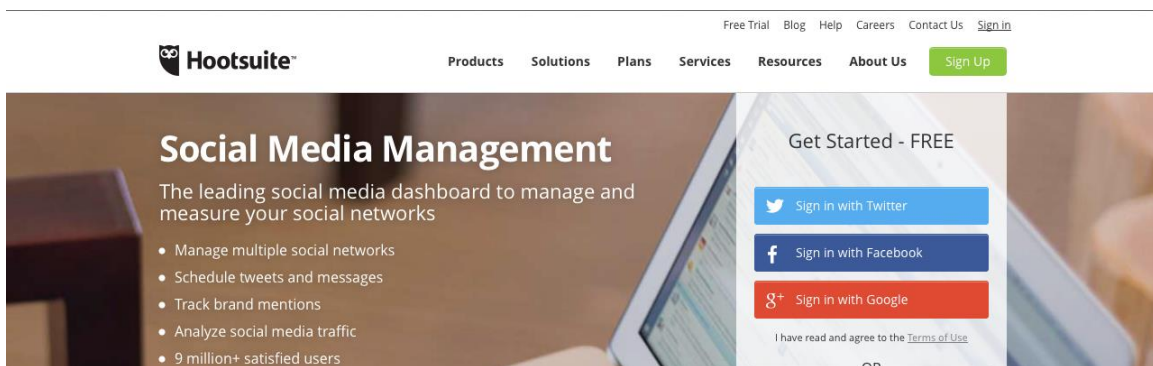 Free Trial Blog Help Careers Contact Us Sign in
Hootsuite™
Products Solutions Plans Services Resources About Us Sign Up
Social Media Management
The leading social media dashboard to manage and
measure your social networks
• Manage multiple social networks
• Schedule tweets and messages
• Track brand mentions
• Analyze social media traffic
• 9 million+ satisfied users
Get Started - FREE
Sign in with Twitter
Sign in with Facebook
g+ Sign in with Google
I have read and agree to the Terms of Use
OR